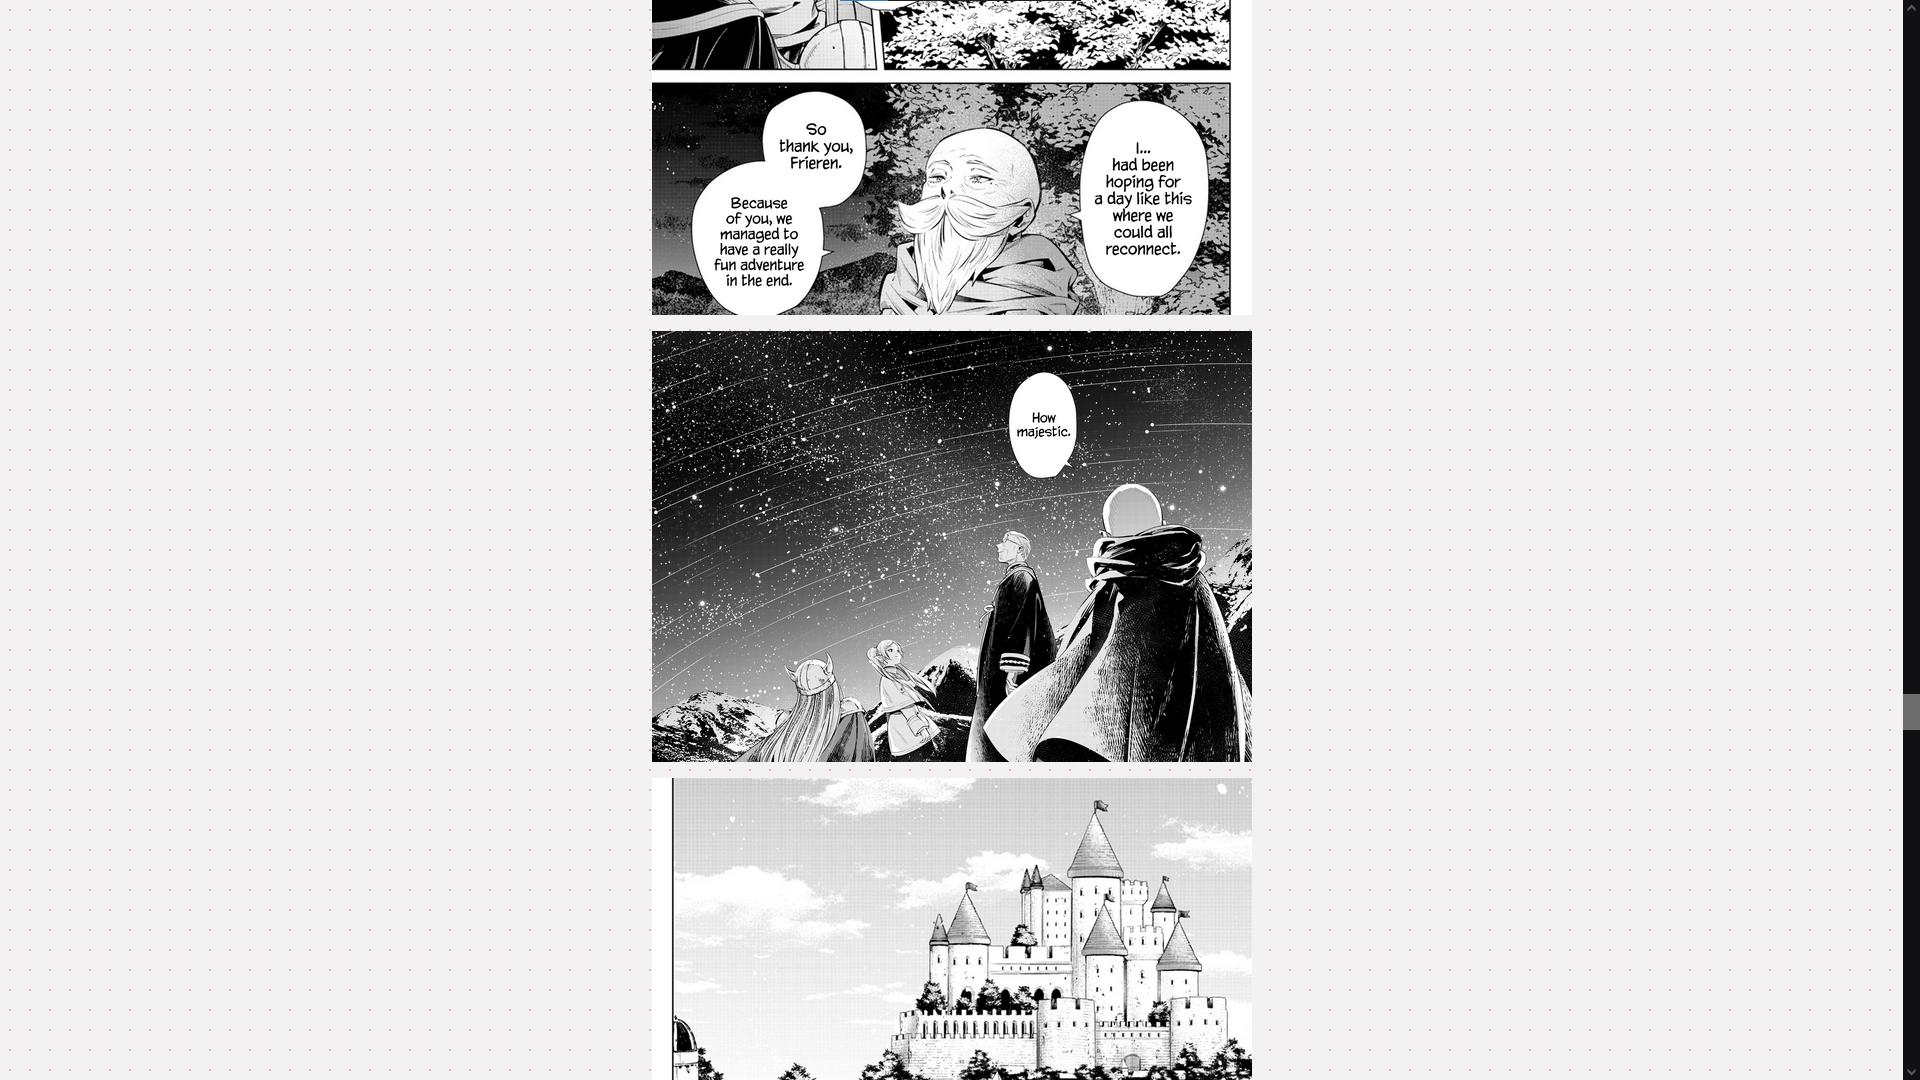 I...
had been
hoping for
a day like this
where we
could all
reconnect.
So
thank you,
Frieren.
Because
of you, we
managed to
have a really
fun adventure
in the end.
How
majestic.